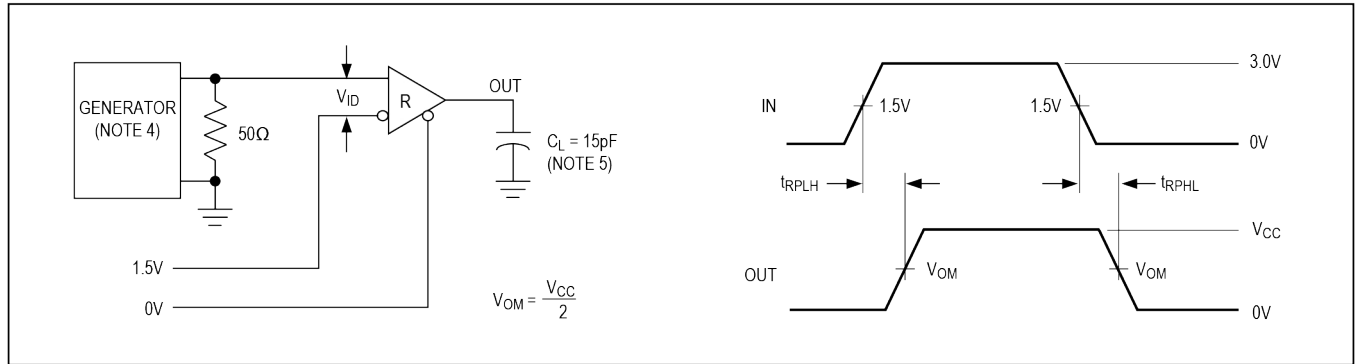 GENERATOR
(NOTE 4)
50Ω
V_ID
R
OUT
C_L = 15pF
(NOTE 5)
1.5V
0V
V_OM = V_CC / 2
IN
1.5V
1.5V
3.0V
0V
t_RPLH
t_RPHL
OUT
V_OM
V_OM
V_CC
0V